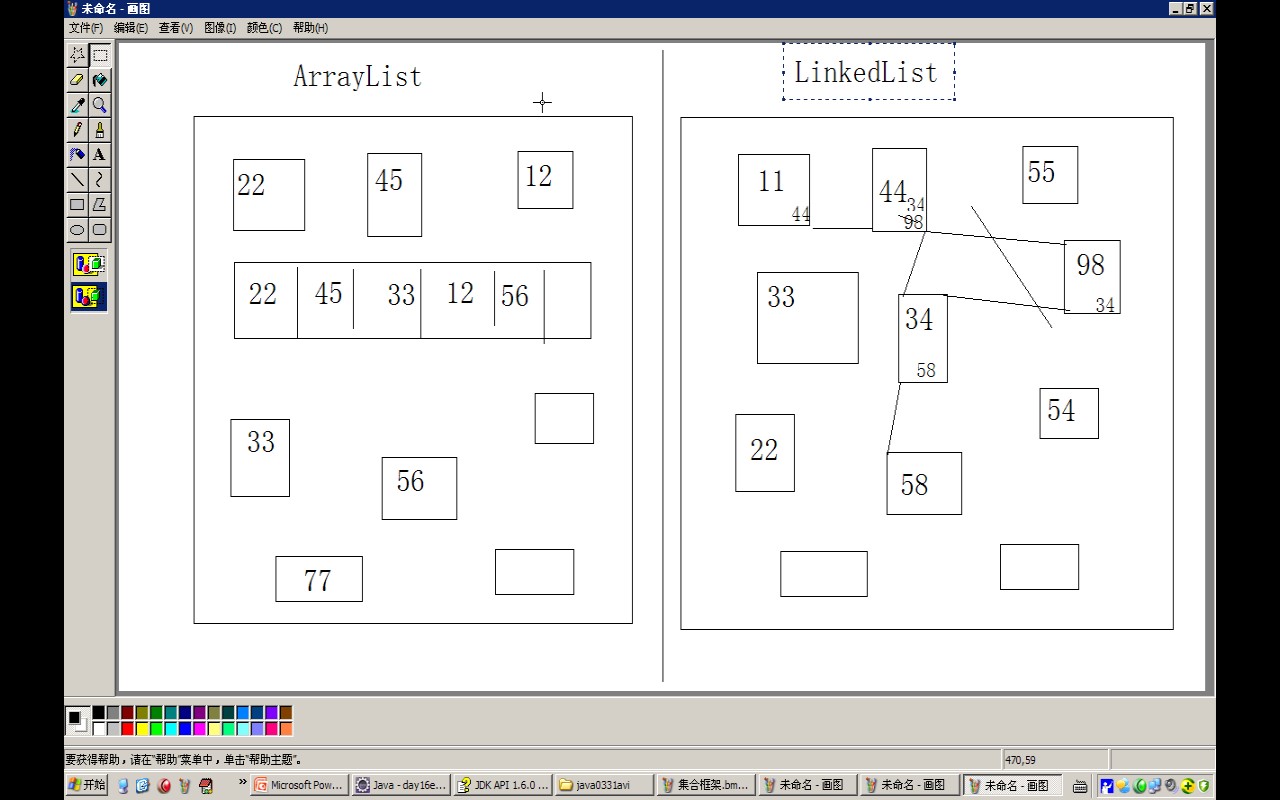 未命名 - 画图
文件(F) 编辑(E) 查看(V) 图像(I) 颜色(C) 帮助(H)
ArrayList
22 45 12
22 45 33 12 56
33
56
77
LinkedList
11 44
44 34 98
55
98 34
33
34 58
54
22
58
要获得帮助，请在“帮助”菜单中，单击“帮助主题”。
470,59
开始 Microsoft Pow... Java - day16e... JDK API 1.6.0 ... java0331avi 集合框架.bm... 未命名 - 画图 未命名 - 画图 未命名 - 画图